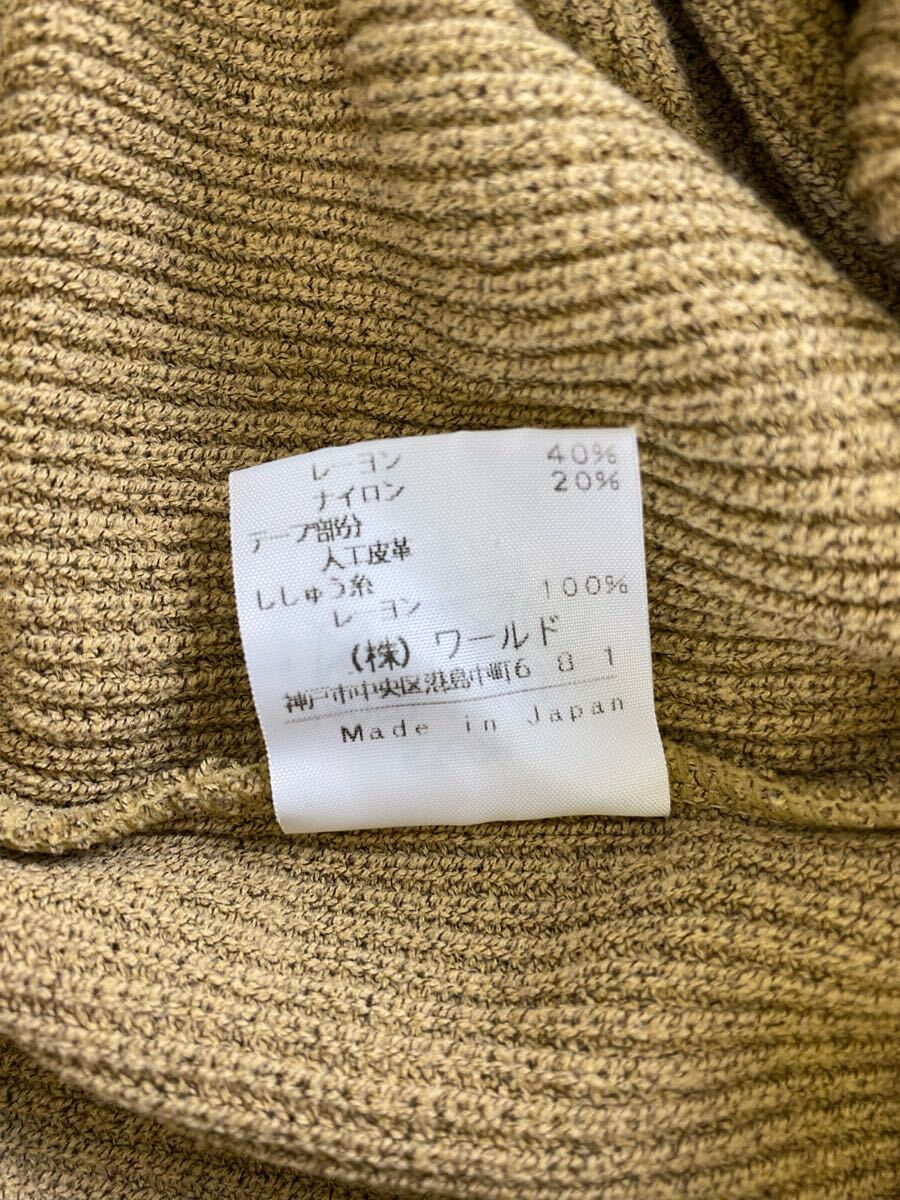 レーヨン 40%
ナイロン 20%
テープ部分
人工皮革
ししゅう糸
レーヨン 100%
(株) ワールド
神戸市中央区港島中町6 8 1
Made in Japan